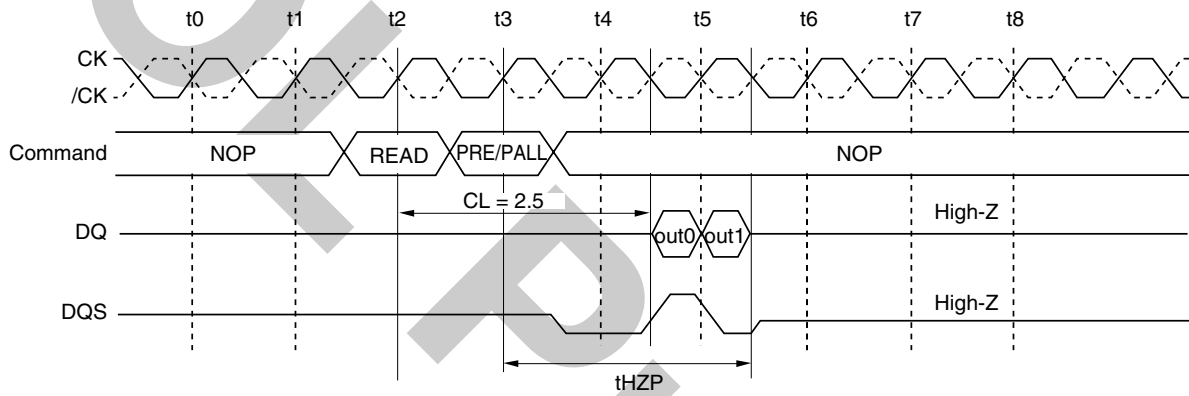 t0 t1 t2 t3 t4 t5 t6 t7 t8
CK
/CK
Command NOP READ PRE/PALL NOP
CL = 2.5
DQ out0 out1 High-Z
DQS High-Z
tHZP